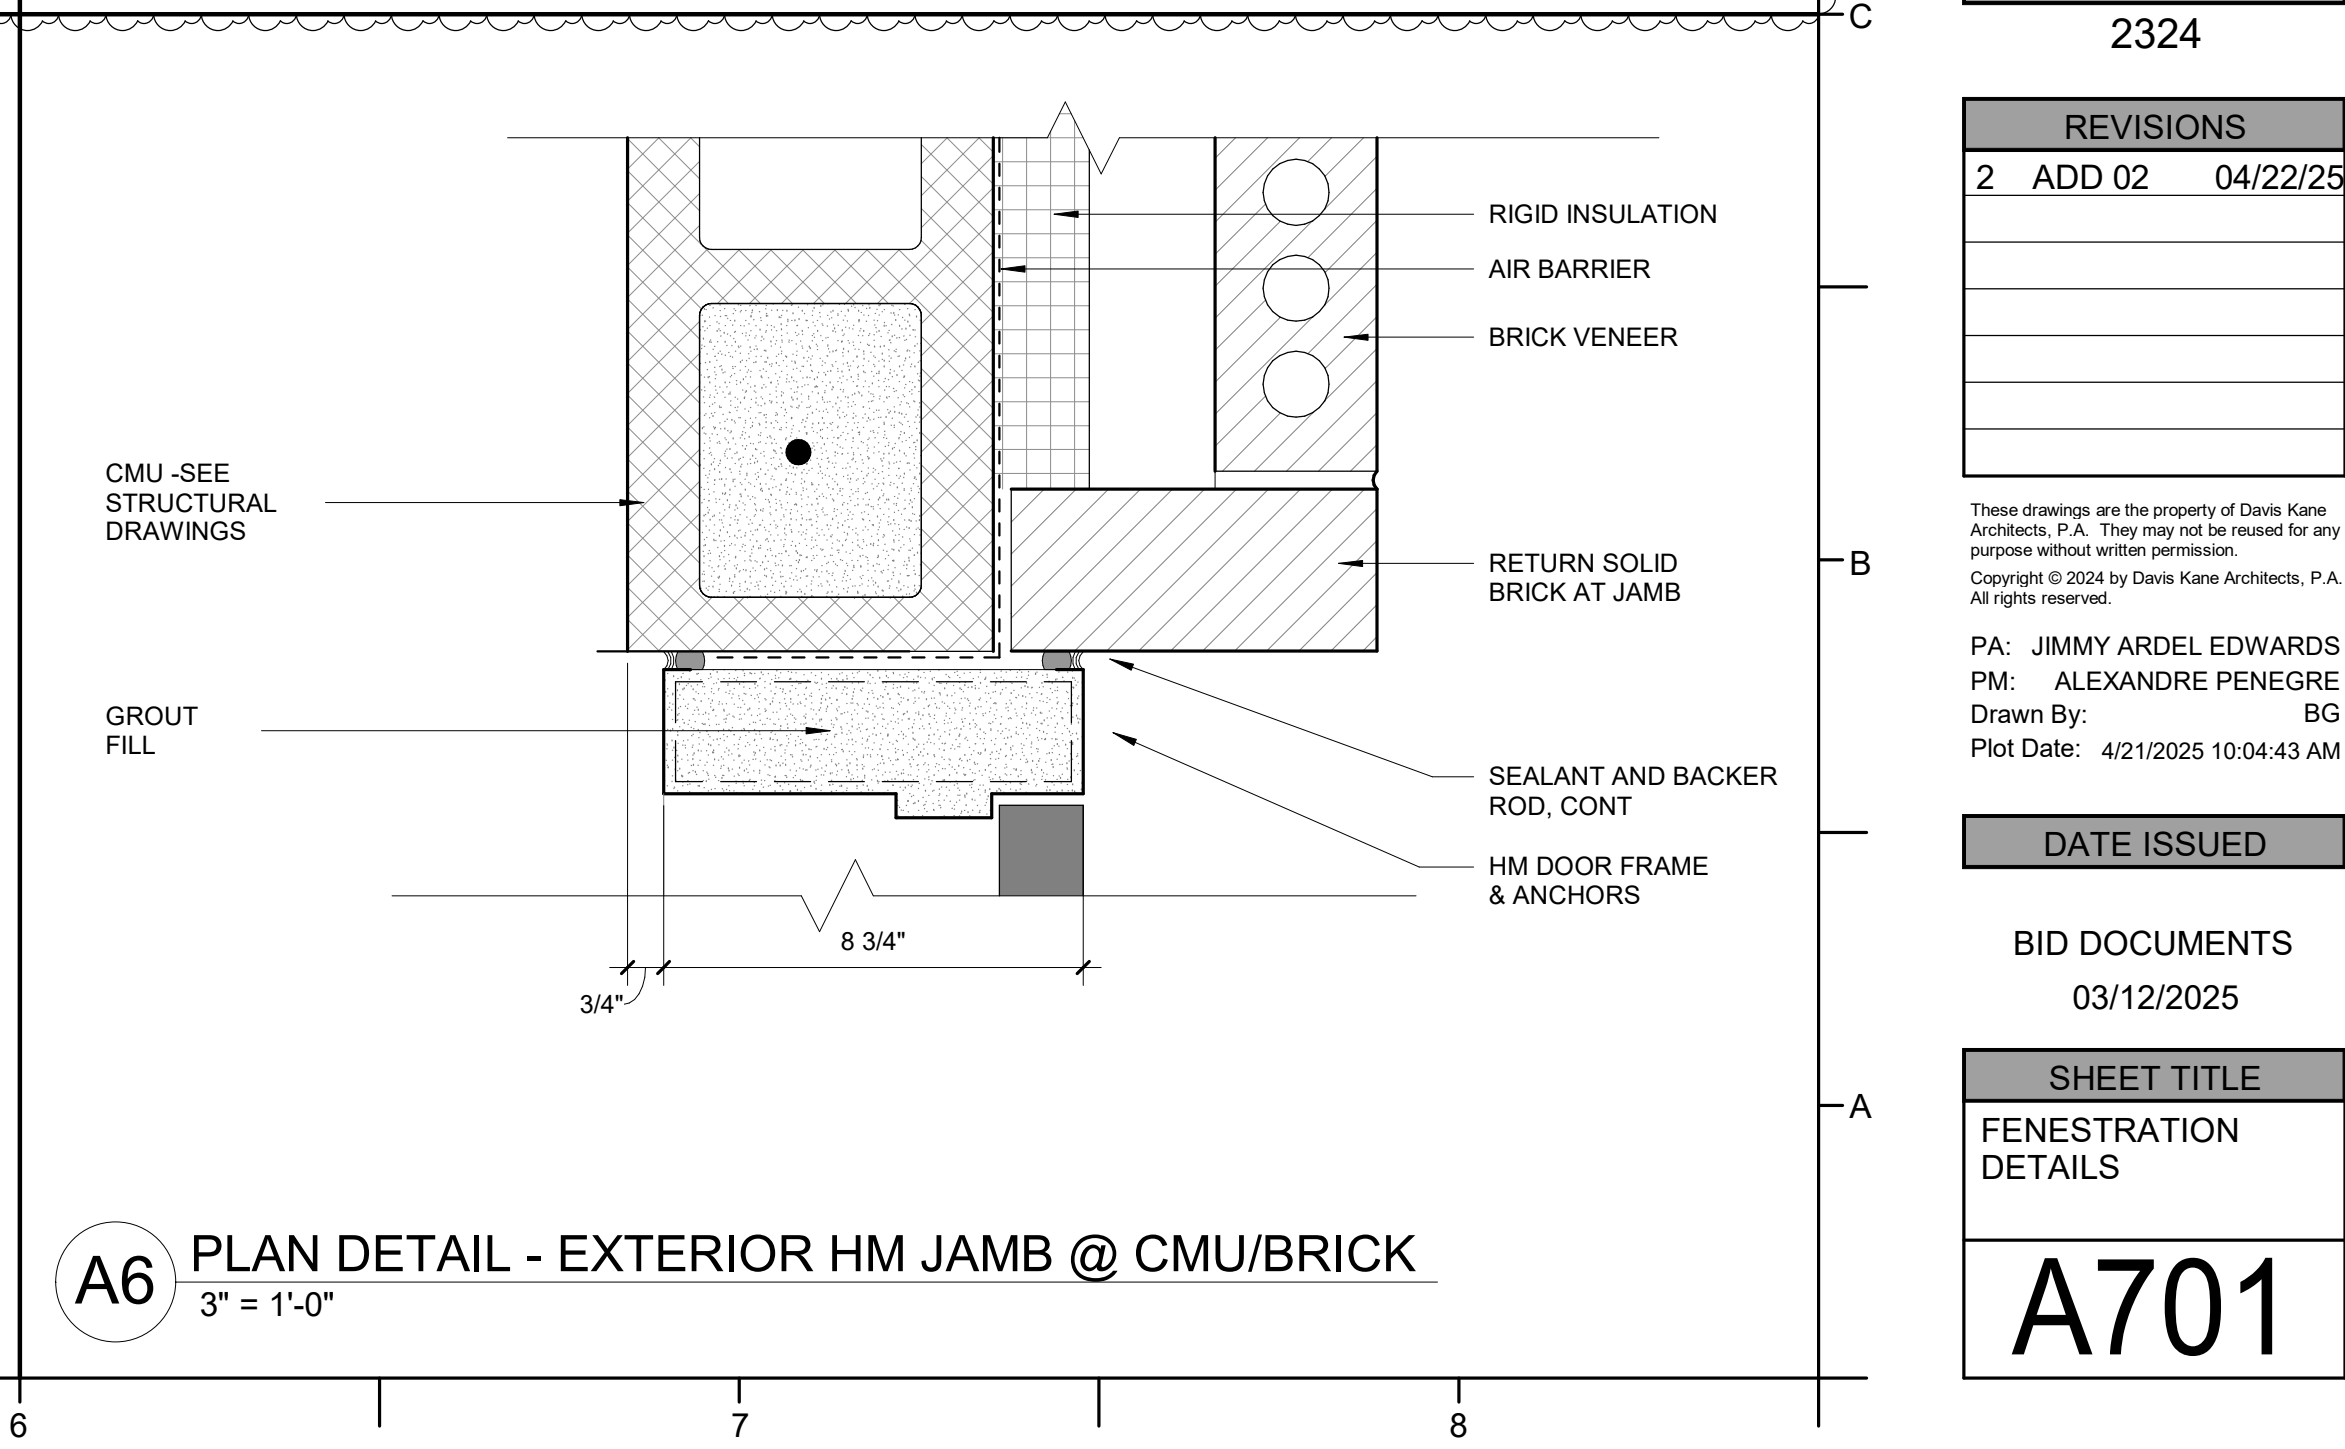 C
2324
REVISIONS
2 ADD 02 04/22/25
RIGID INSULATION
AIR BARRIER
BRICK VENEER
CMU -SEE
STRUCTURAL
DRAWINGS
RETURN SOLID
BRICK AT JAMB
B
These drawings are the property of Davis Kane
Architects, P.A. They may not be reused for any
purpose without written permission.
Copyright © 2024 by Davis Kane Architects, P.A.
All rights reserved.
PA: JIMMY ARDEL EDWARDS
PM: ALEXANDRE PENEGRE
Drawn By: BG
Plot Date: 4/21/2025 10:04:43 AM
GROUT
FILL
SEALANT AND BACKER
ROD, CONT
HM DOOR FRAME
& ANCHORS
8 3/4"
3/4"
DATE ISSUED
BID DOCUMENTS
03/12/2025
SHEET TITLE
FENESTRATION
DETAILS
A
A701
A6
PLAN DETAIL - EXTERIOR HM JAMB @ CMU/BRICK
3" = 1'-0"
6
7
8